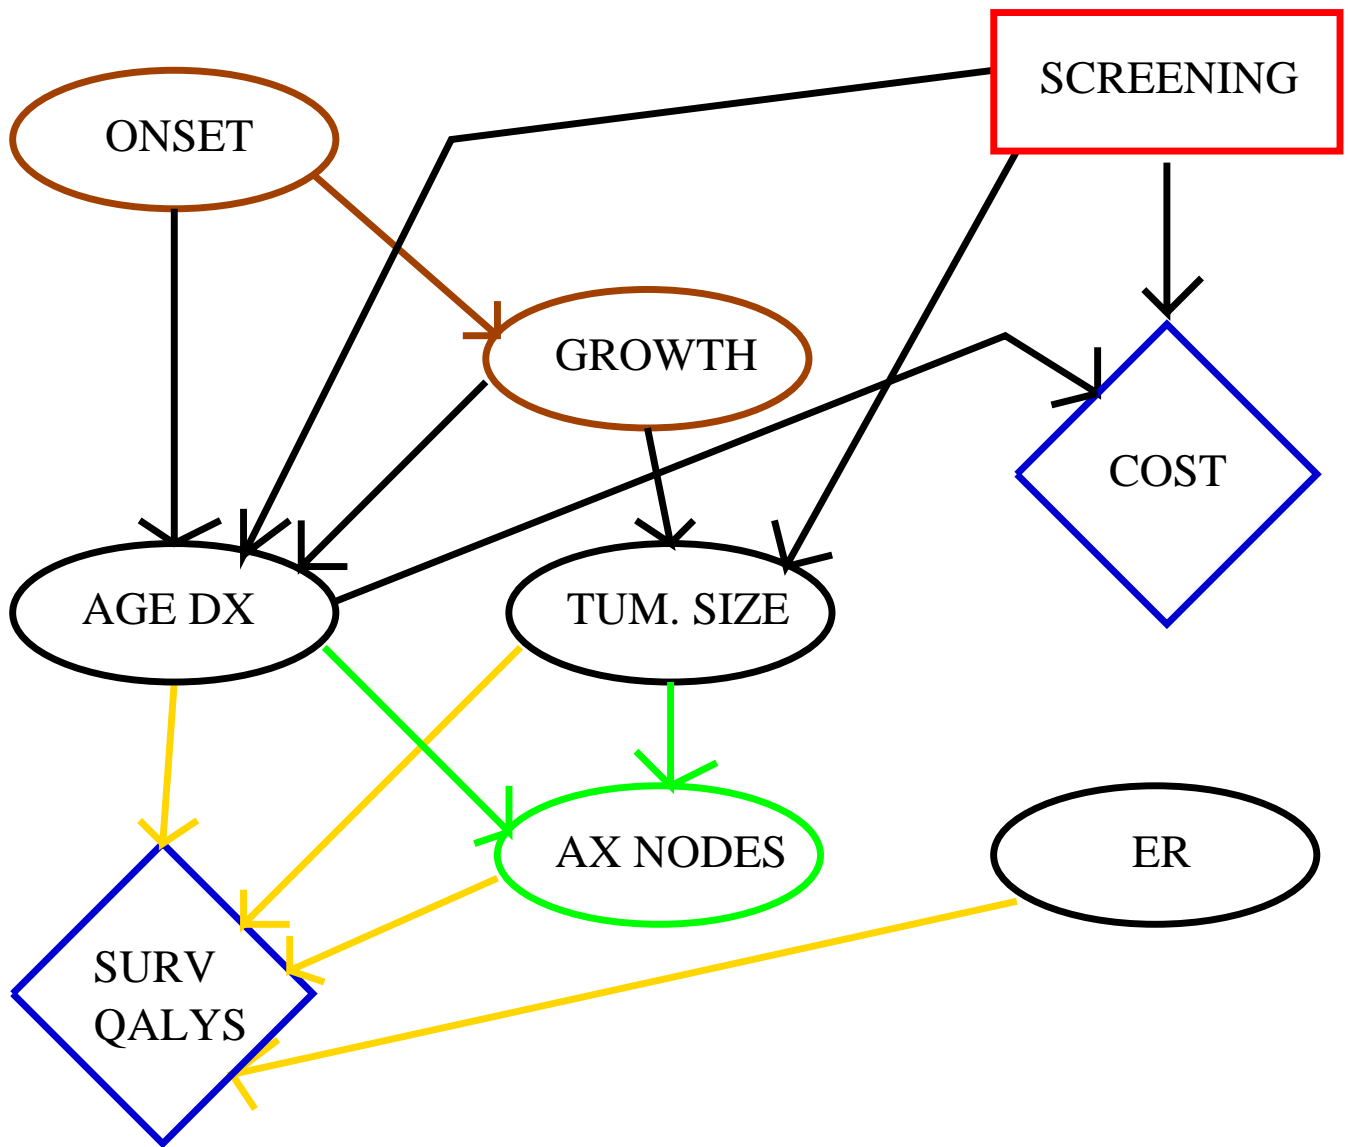 SCREENING
ONSET
GROWTH
COST
AGE DX
TUM. SIZE
AX NODES
ER
SURV
QALYS